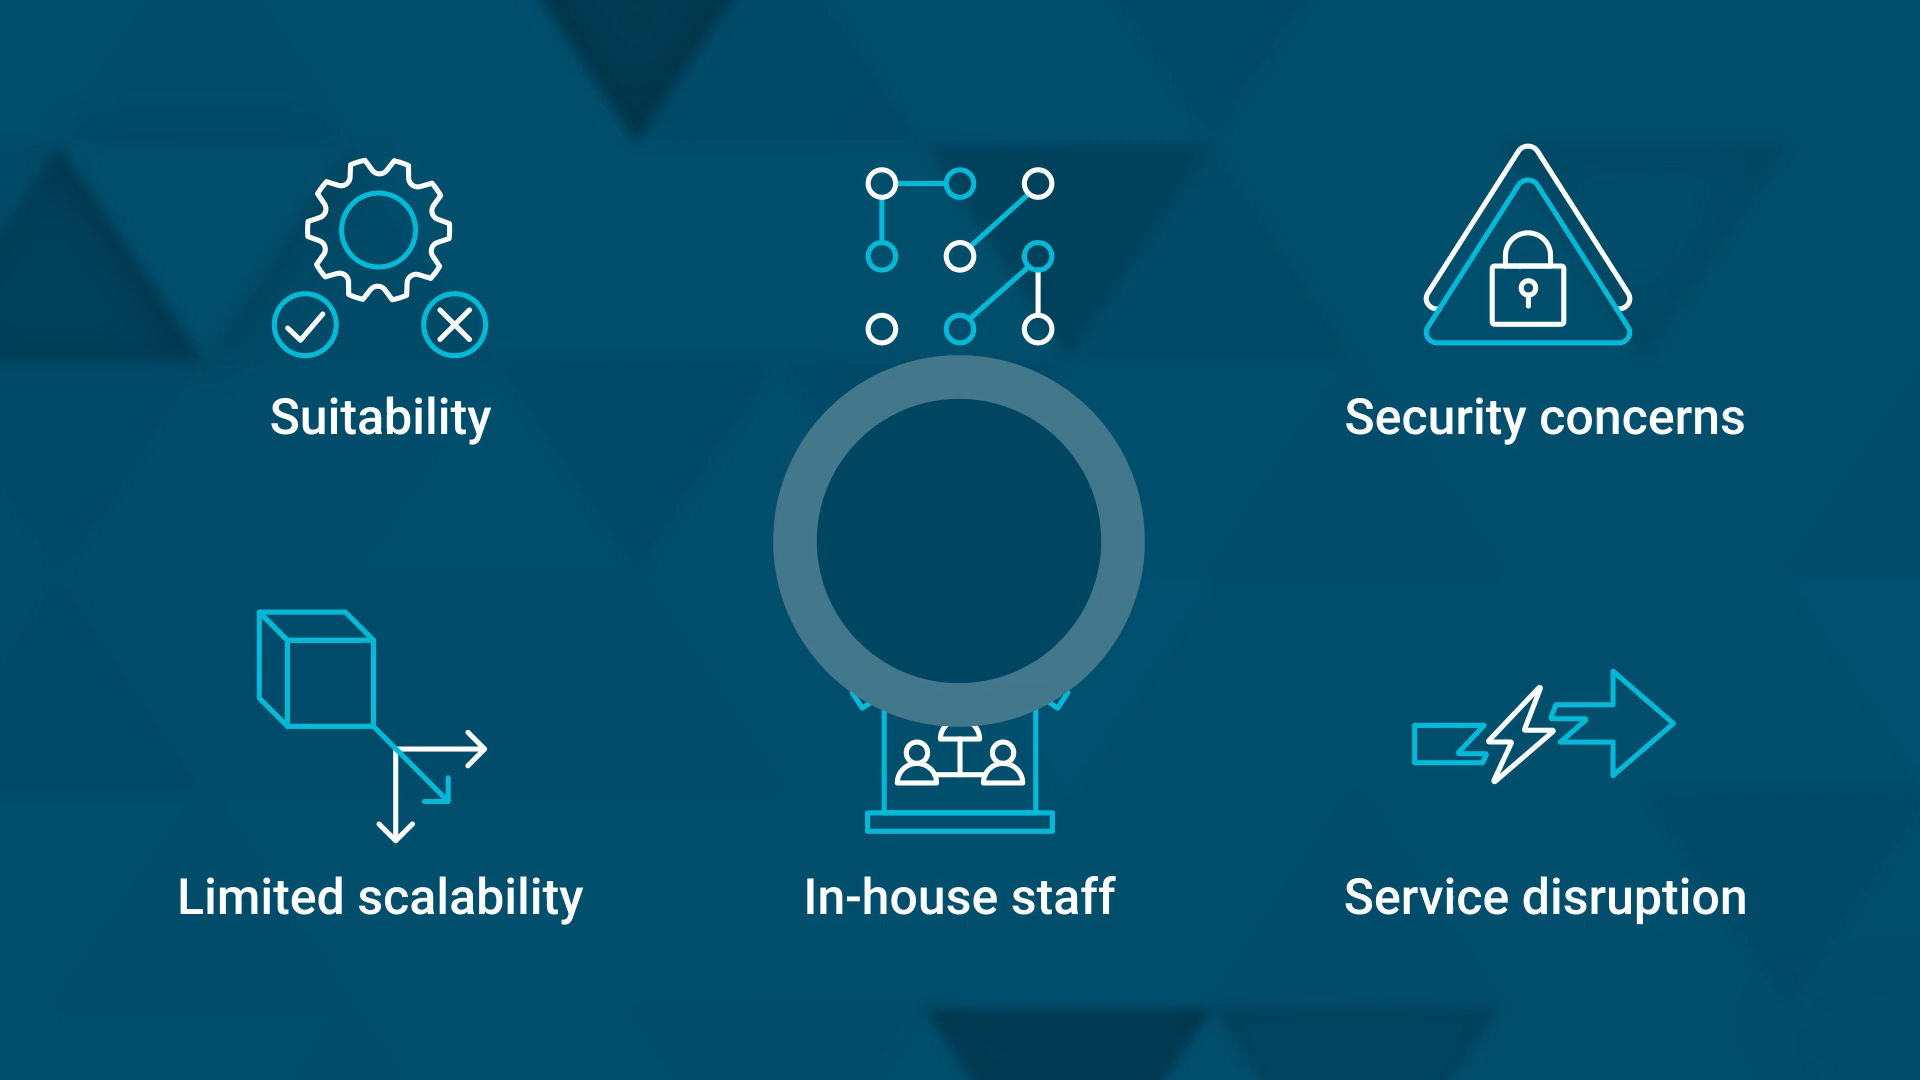 Suitability
Security concerns
Limited scalability
In-house staff
Service disruption